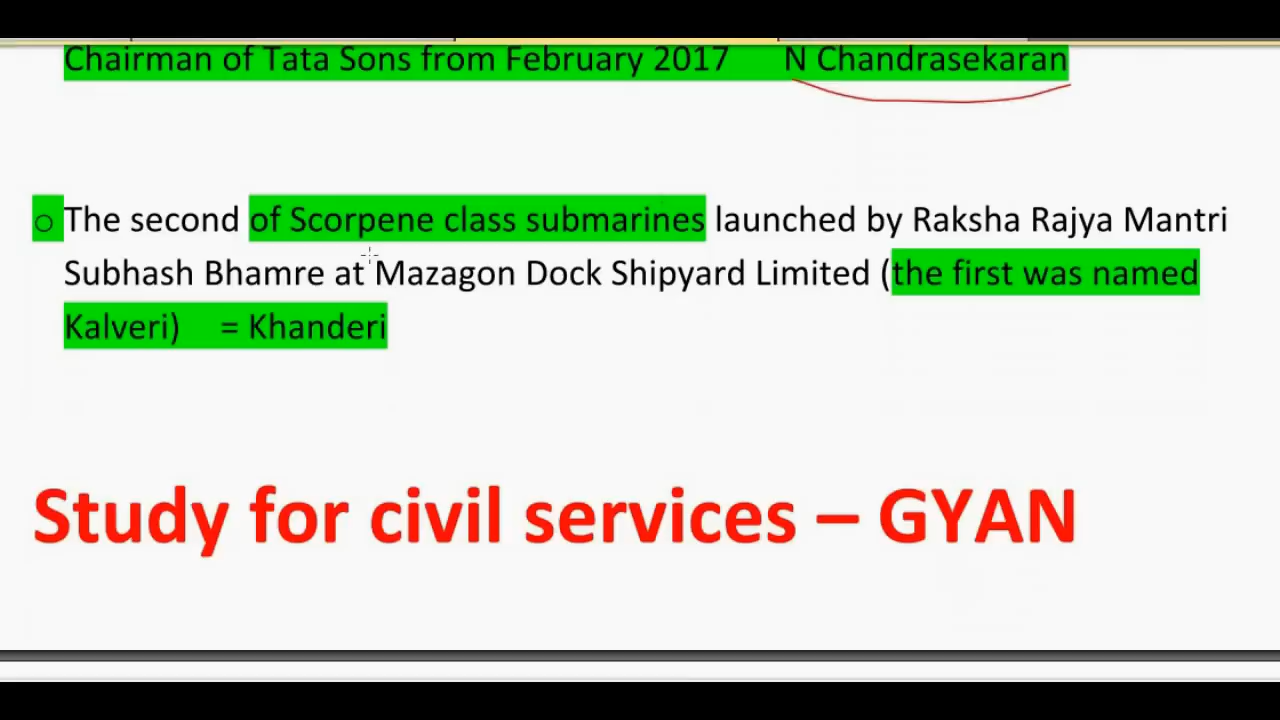 Chairman of Tata Sons from February 2017 N Chandrasekaran
o The second of Scorpene class submarines launched by Raksha Rajya Mantri
Subhash Bhamre at Mazagon Dock Shipyard Limited (the first was named
Kalveri) = Khanderi
Study for civil services – GYAN